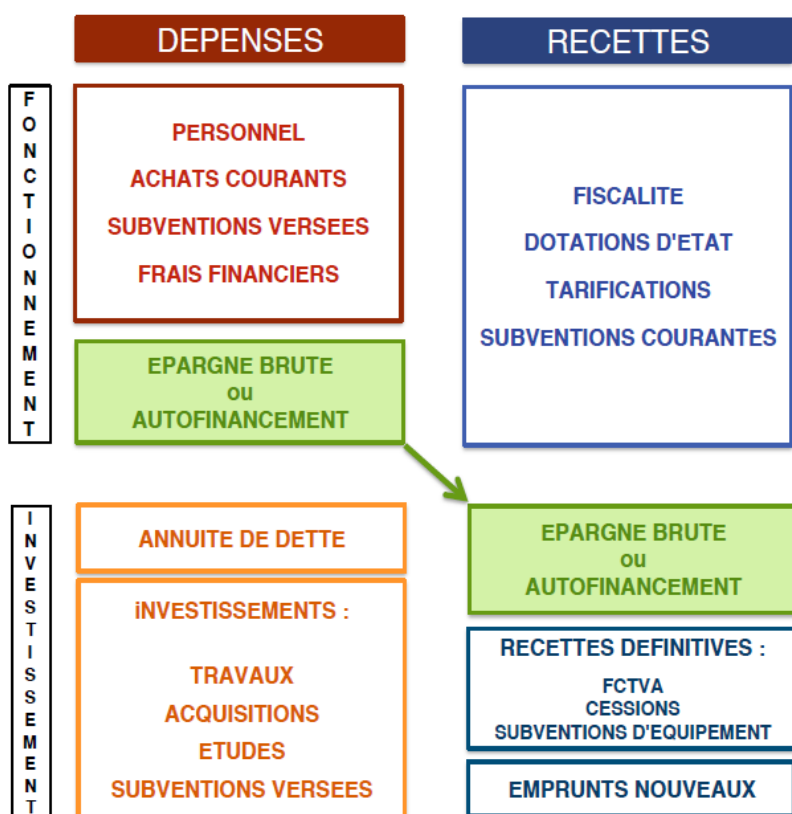 DEPENSES
RECETTES
FONCTIONNEMENT
PERSONNEL
ACHATS COURANTS
SUBVENTIONS VERSEES
FRAIS FINANCIERS
EPARGNE BRUTE
ou
AUTOFINANCEMENT
FISCALITE
DOTATIONS D'ETAT
TARIFICATIONS
SUBVENTIONS COURANTES
INVESTISSEMENT
ANNUITE DE DETTE
iNVESTISSEMENTS :
TRAVAUX
ACQUISITIONS
ETUDES
SUBVENTIONS VERSEES
EPARGNE BRUTE
ou
AUTOFINANCEMENT
RECETTES DEFINITIVES :
FCTVA
CESSIONS
SUBVENTIONS D'EQUIPEMENT
EMPRUNTS NOUVEAUX